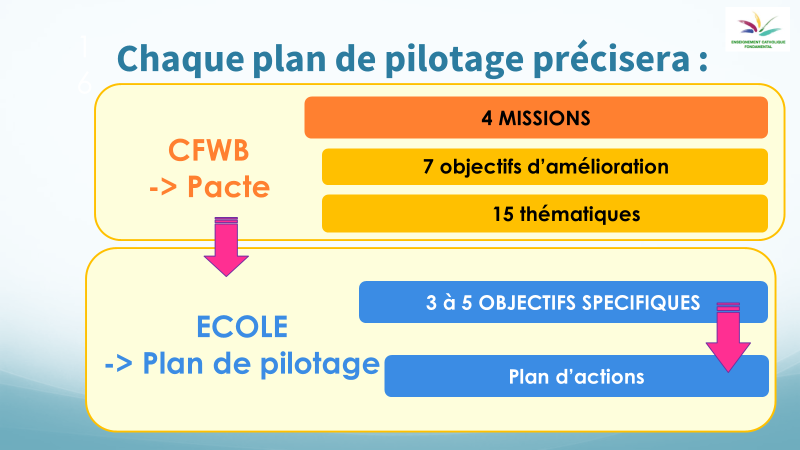 16
ENSEIGNEMENT CATHOLIQUE
FONDAMENTAL
Chaque plan de pilotage précisera :
4 MISSIONS
CFWB
-> Pacte
7 objectifs d’amélioration
15 thématiques
3 à 5 OBJECTIFS SPECIFIQUES
ECOLE
-> Plan de pilotage
Plan d’actions